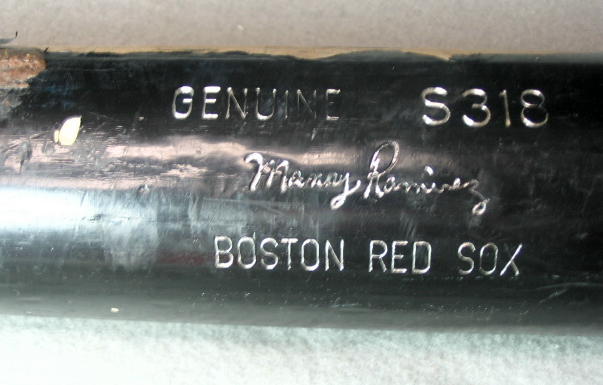 GENUINE S318
Manny Ramirez
BOSTON RED SOX